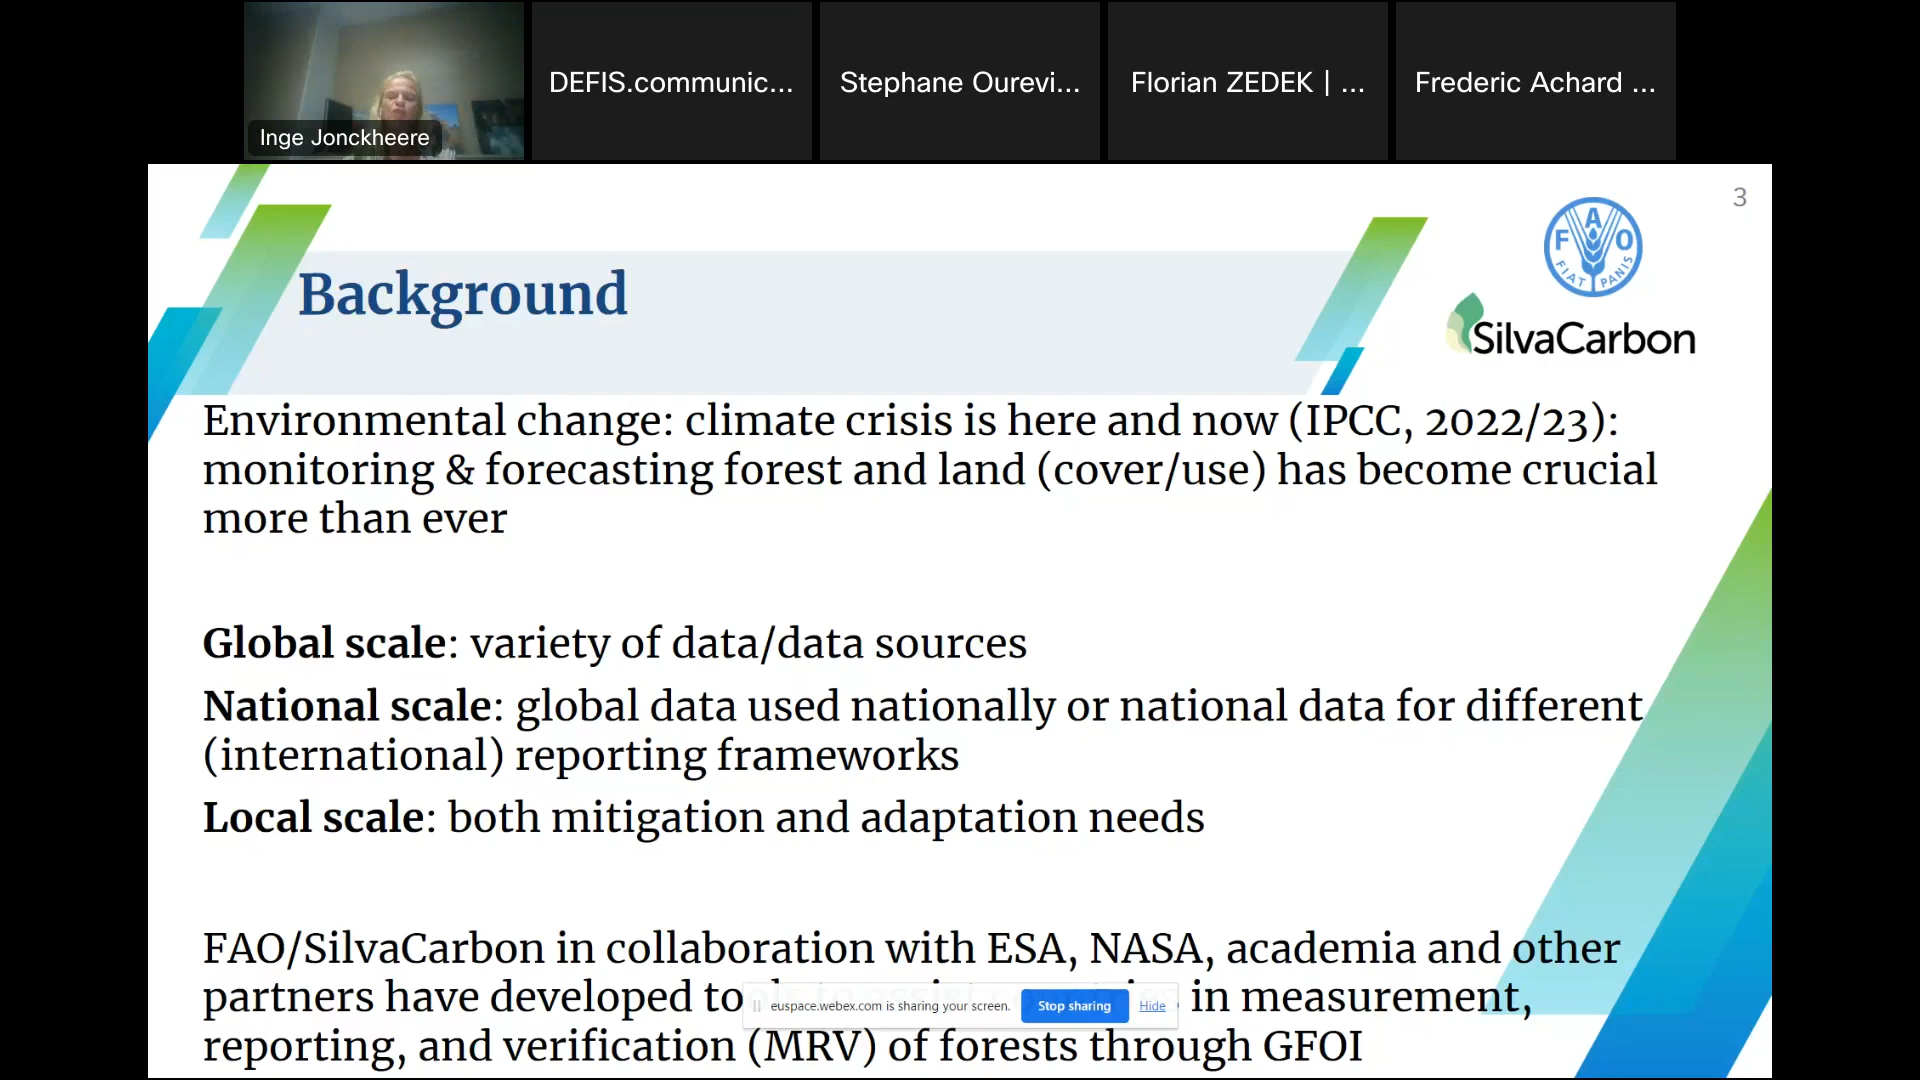 DEFIS.communic...
Stephane Ourevi...
Florian ZEDEK | ...
Frederic Achard ...
Inge Jonckheere
3
FAO
FIAT PANIS
SilvaCarbon
Background
Environmental change: climate crisis is here and now (IPCC, 2022/23):
monitoring & forecasting forest and land (cover/use) has become crucial
more than ever
Global scale: variety of data/data sources
National scale: global data used nationally or national data for different
(international) reporting frameworks
Local scale: both mitigation and adaptation needs
FAO/SilvaCarbon in collaboration with ESA, NASA, academia and other
partners have developed in measurement,
euspace.webex.com is sharing your screen. Stop sharing Hide
reporting, and verification (MRV) of forests through GFOI